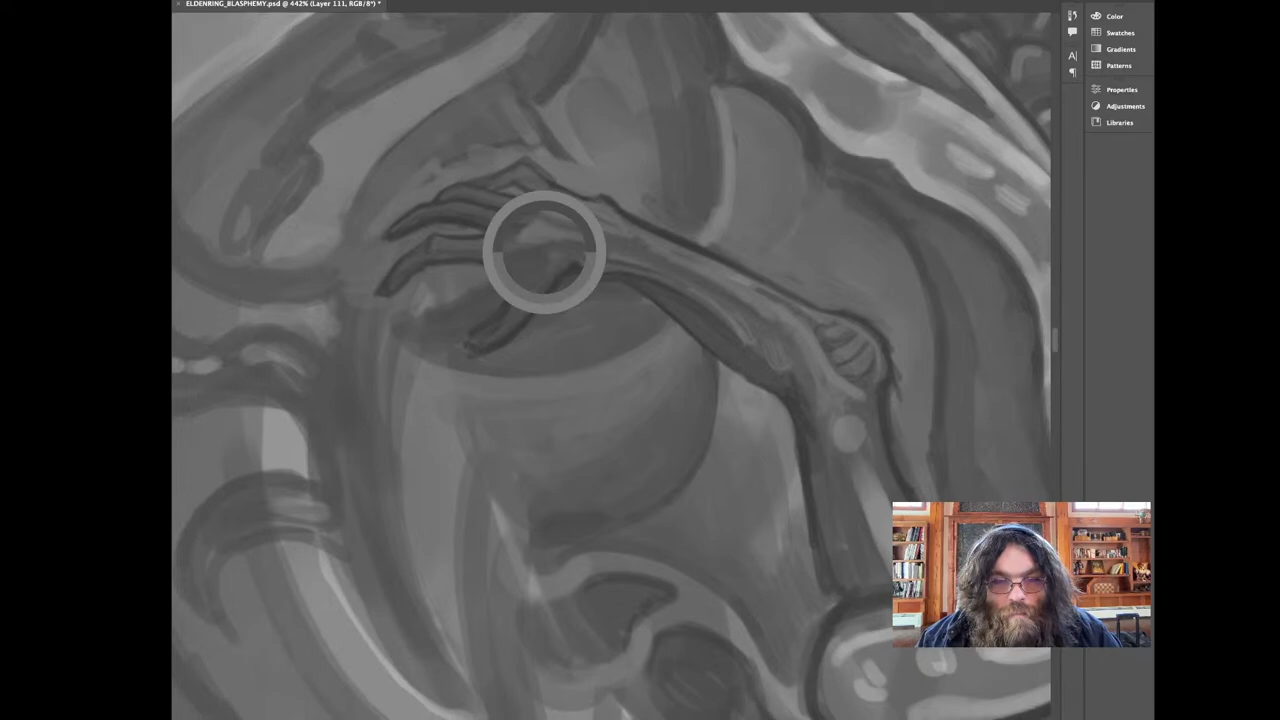 ELDENRING_BLASPHEMY.psd @ 442% (Layer 111, RGB/8*) *
Color
Swatches
A|
Gradients
Patterns
¶
Properties
Adjustments
Libraries